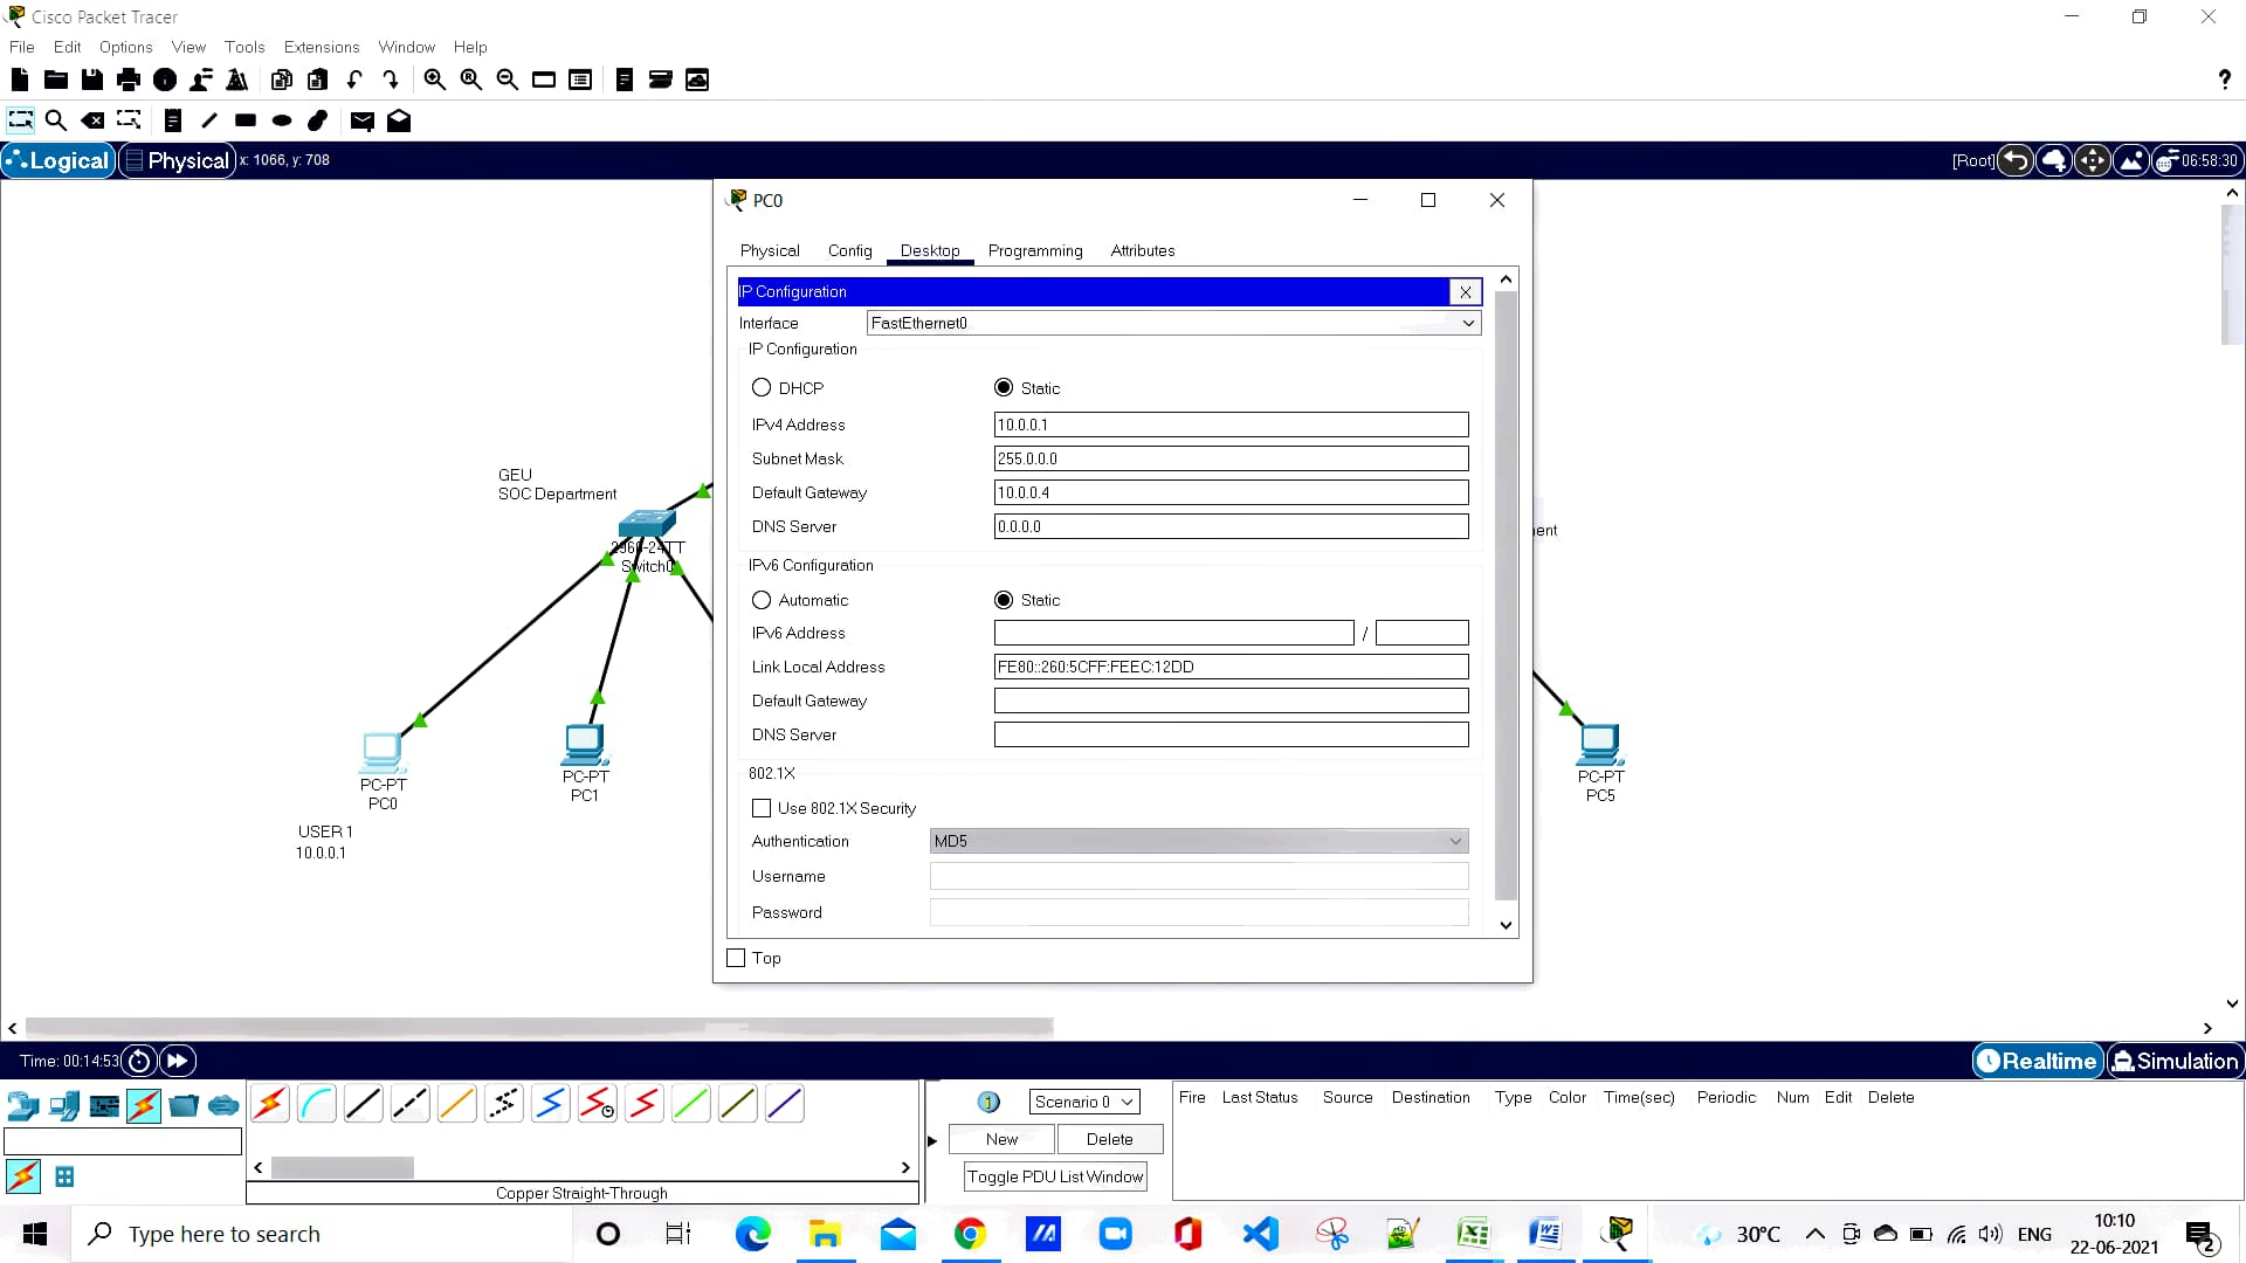 Cisco Packet Tracer
File Edit Options View Tools Extensions Window Help
?
Logical Physical x: 1066, y: 708 [Root] 06:58:30
PC0
Physical Config Desktop Programming Attributes
IP Configuration X
Interface FastEthernet0
IP Configuration
DHCP Static
IPv4 Address 10.0.0.1
Subnet Mask 255.0.0.0
Default Gateway 10.0.0.4
DNS Server 0.0.0.0
IPv6 Configuration
Automatic Static
IPv6 Address /
Link Local Address FE80::260:5CFF:FEEC:12DD
Default Gateway
DNS Server
802.1X
Use 802.1X Security
Authentication MD5
Username
Password
Top
GEU
SOC Department
2960-24TT
Switch0
ent
PC-PT
PC0
USER 1
10.0.0.1
PC-PT
PC1
PC-PT
PC5
Time: 00:14:53 Realtime Simulation
Scenario 0
New Delete
Toggle PDU List Window
Fire Last Status Source Destination Type Color Time(sec) Periodic Num Edit Delete
Copper Straight-Through
Type here to search
30°C ENG
10:10
22-06-2021
2